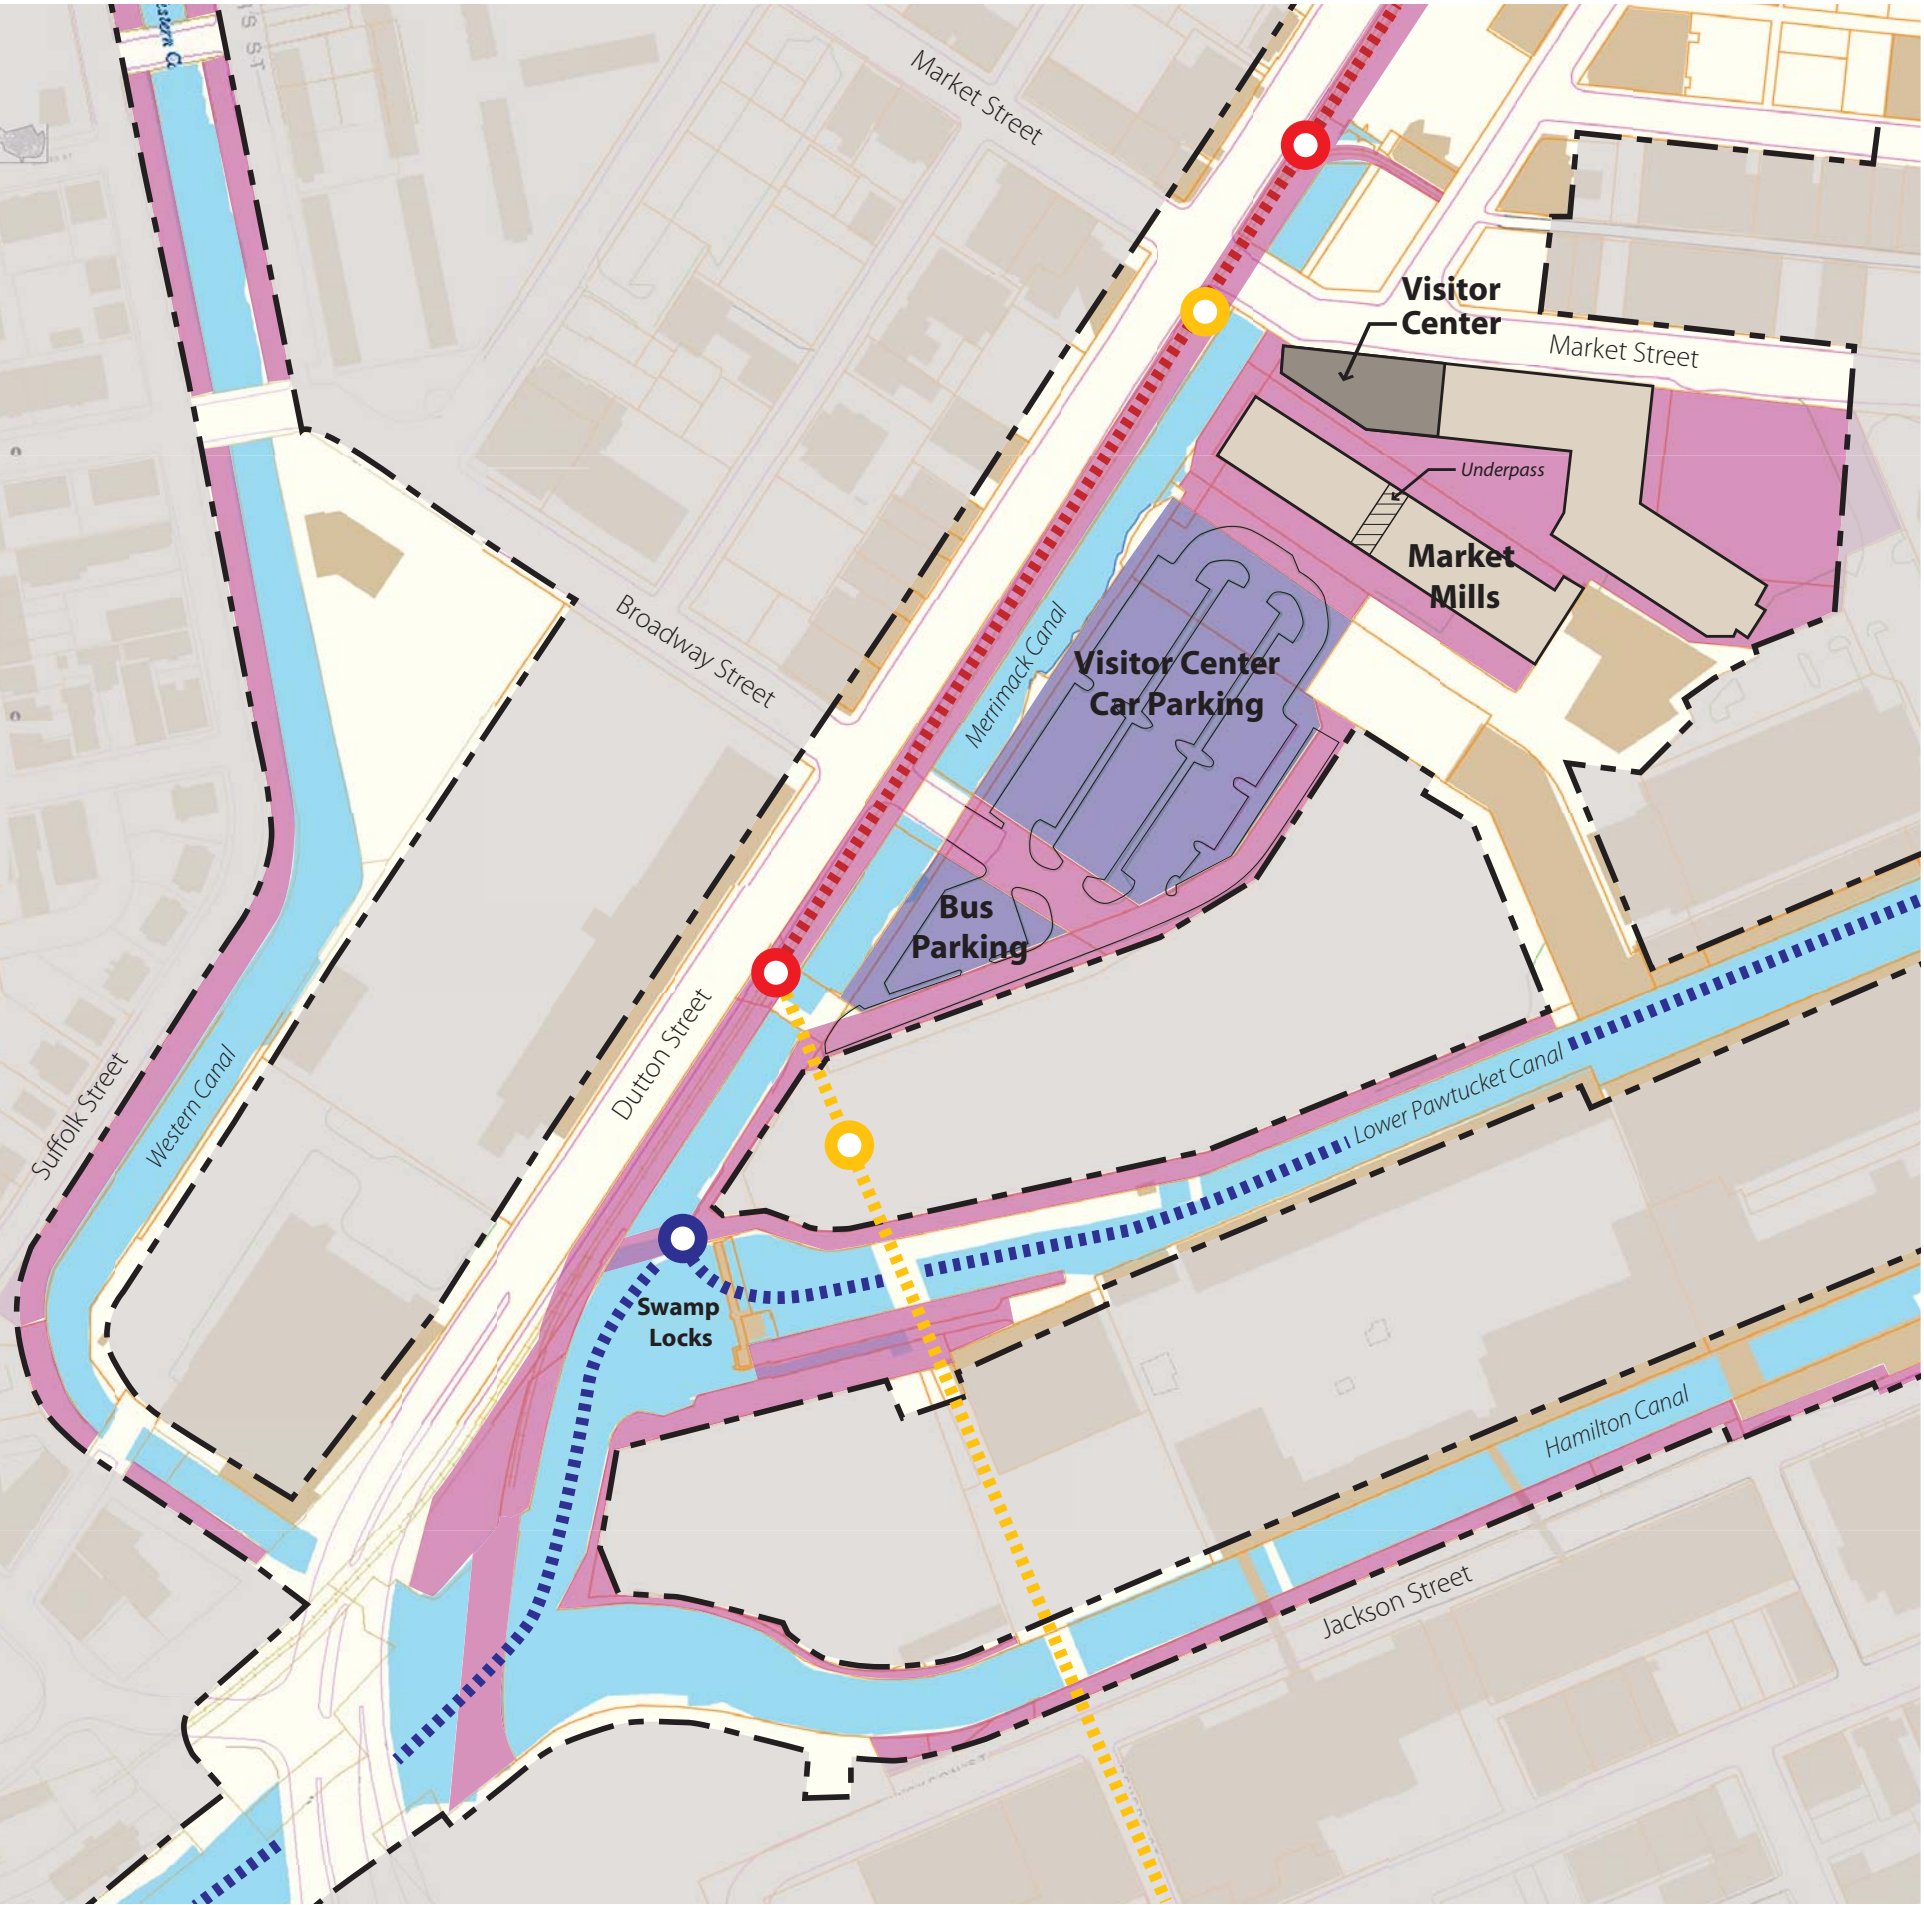 Market Street
Visitor
Center
Market Street
Underpass
Market
Mills
Broadway Street
Merrimack Canal
Visitor Center
Car Parking
Bus
Parking
Dutton Street
Suffolk Street
Western Canal
Lower Pawtucket Canal
Swamp
Locks
Hamilton Canal
Jackson Street